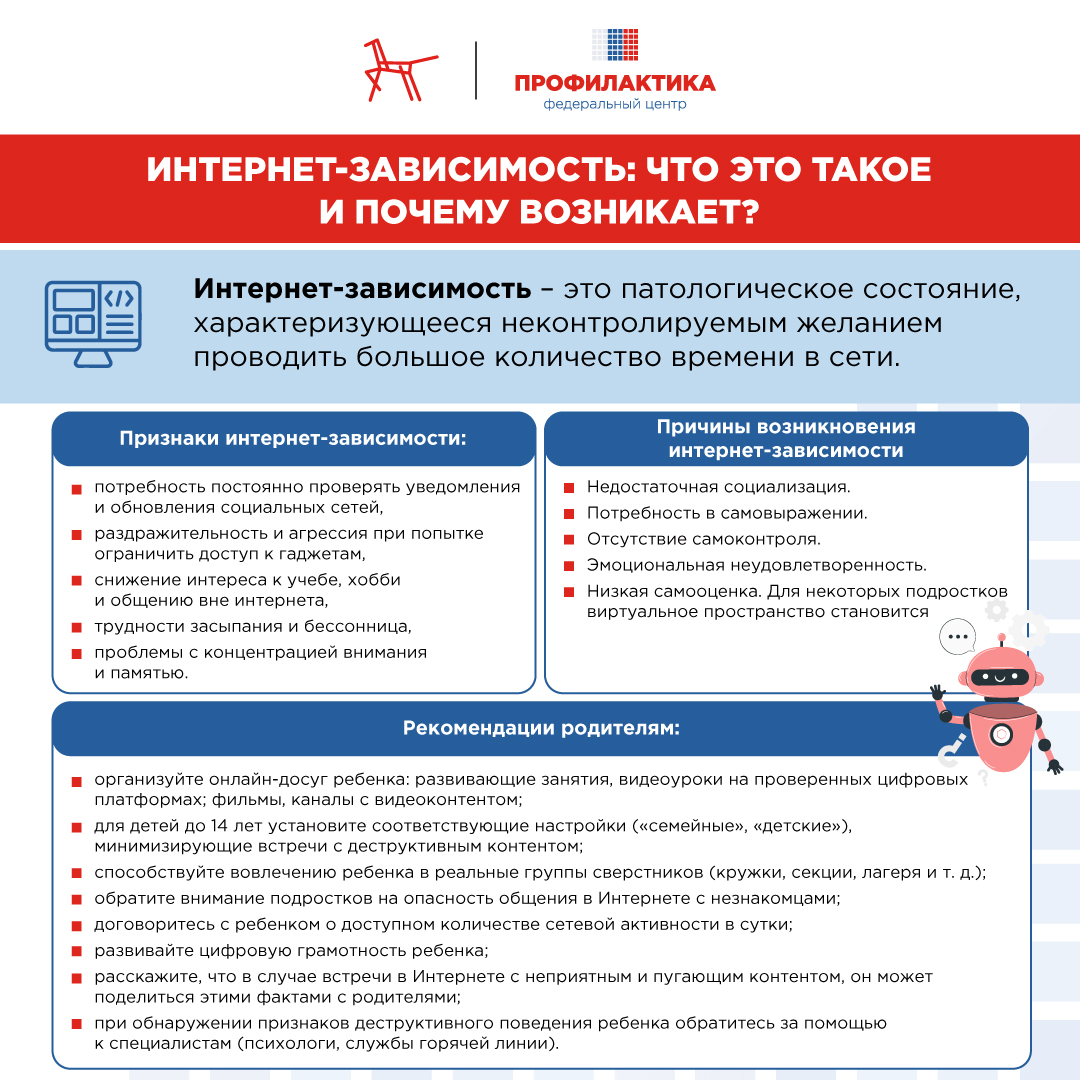 ПРОФИЛАКТИКА
федеральный центр
ИНТЕРНЕТ-ЗАВИСИМОСТЬ: ЧТО ЭТО ТАКОЕ
И ПОЧЕМУ ВОЗНИКАЕТ?
Интернет-зависимость – это патологическое состояние,
характеризующееся неконтролируемым желанием
проводить большое количество времени в сети.
Признаки интернет-зависимости:
потребность постоянно проверять уведомления
и обновления социальных сетей,
раздражительность и агрессия при попытке
ограничить доступ к гаджетам,
снижение интереса к учебе, хобби
и общению вне интернета,
трудности засыпания и бессонница,
проблемы с концентрацией внимания
и памятью.
Причины возникновения
интернет-зависимости
Недостаточная социализация.
Потребность в самовыражении.
Отсутствие самоконтроля.
Эмоциональная неудовлетворенность.
Низкая самооценка. Для некоторых подростков
виртуальное пространство становится
Рекомендации родителям:
организуйте онлайн-досуг ребенка: развивающие занятия, видеоуроки на проверенных цифровых
платформах; фильмы, каналы с видеоконтентом;
для детей до 14 лет установите соответствующие настройки («семейные», «детские»),
минимизирующие встречи с деструктивным контентом;
способствуйте вовлечению ребенка в реальные группы сверстников (кружки, секции, лагеря и т. д.);
обратите внимание подростков на опасность общения в Интернете с незнакомцами;
договоритесь с ребенком о доступном количестве сетевой активности в сутки;
развивайте цифровую грамотность ребенка;
расскажите, что в случае встречи в Интернете с неприятным и пугающим контентом, он может
поделиться этими фактами с родителями;
при обнаружении признаков деструктивного поведения ребенка обратитесь за помощью
к специалистам (психологи, службы горячей линии).